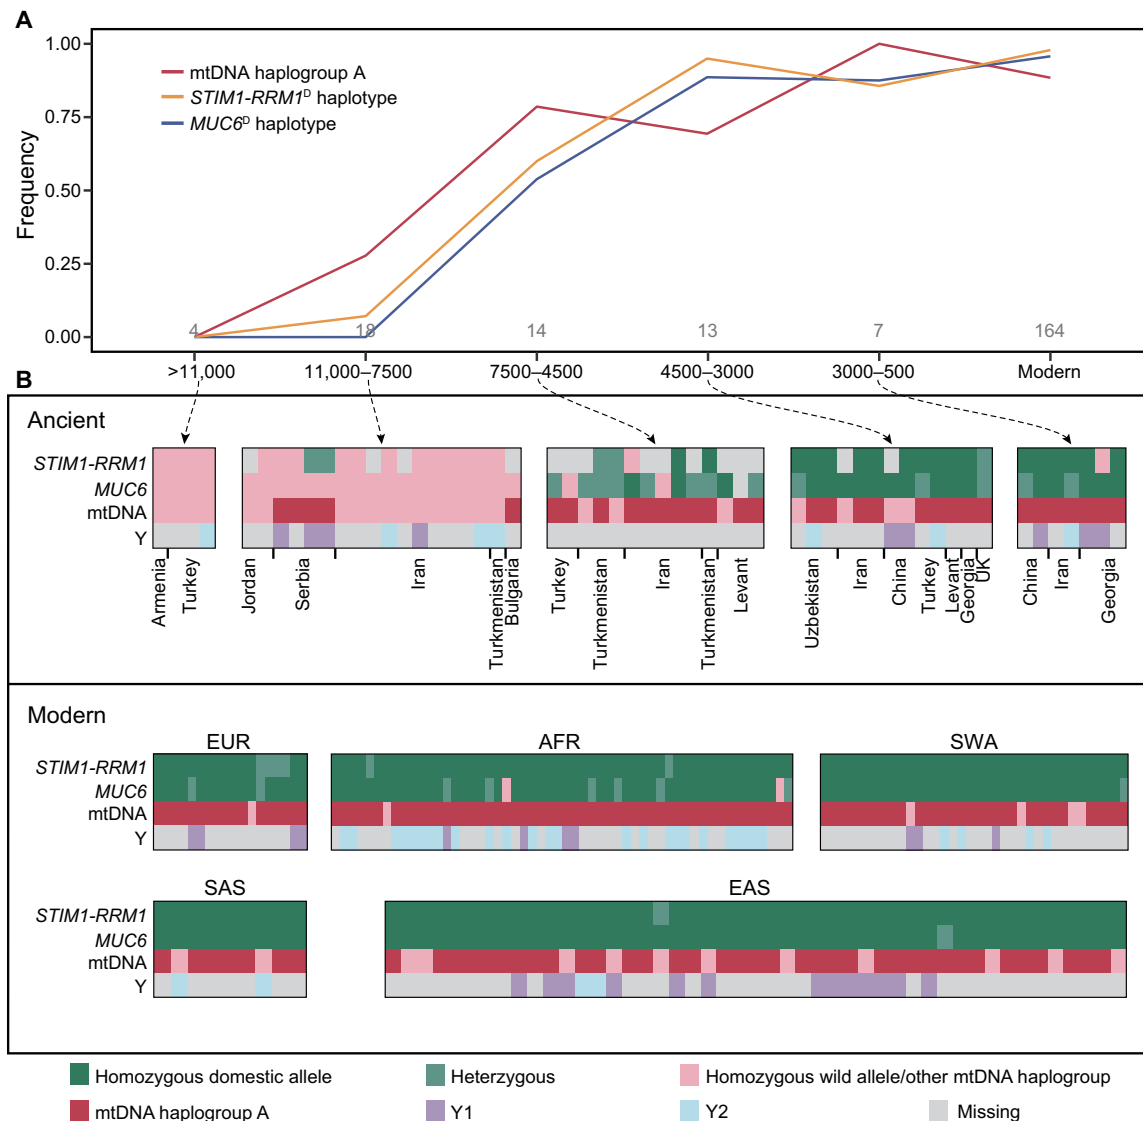 A
1.00
0.75
0.50
0.25
0.00
Frequency
mtDNA haplogroup A
STIM1-RRM1ᴰ haplotype
MUC6ᴰ haplotype
4 18 14 13 7 164
>11,000 11,000–7500 7500–4500 4500–3000 3000–500 Modern
B
Ancient
STIM1-RRM1
MUC6
mtDNA
Y
Armenia Turkey Jordan Serbia Iran Turkmenistan Bulgaria Turkey Turkmenistan Iran Turkmenistan Levant Uzbekistan Iran China Turkey Levant Georgia UK China Iran Georgia
Modern
EUR AFR SWA
STIM1-RRM1
MUC6
mtDNA
Y
SAS EAS
STIM1-RRM1
MUC6
mtDNA
Y
Homozygous domestic allele Heterzygous Homozygous wild allele/other mtDNA haplogroup
mtDNA haplogroup A Y1 Y2 Missing